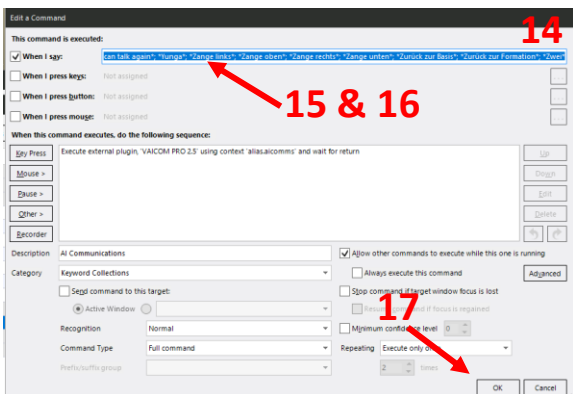 Edit a Command
14
This command is executed:
When I say: can talk again*; *Yunga*; *Zange links*; *Zange oben*; *Zange rechts*; *Zange unten*; *Zurück zur Basis*; *Zurück zur Formation*; *Zwei*
When I press keys: Not assigned ...
15 & 16
When I press button: Not assigned ...
When I press mouse: Not assigned ...
When this command executes, do the following sequence:
Key Press Execute external plugin, 'VAICOM PRO 2.5' using context 'alias.aicomms' and wait for return Up
Mouse > Down
Pause > Edit
Other > Delete
Recorder
Description AI Communications Allow other commands to execute while this one is running
Category Keyword Collections Always execute this command Advanced
Send command to this target: Stop command if target window focus is lost
Active Window Resume command if focus is regained
17
Recognition Normal Minimum confidence level 0
Command Type Full command Repeating Execute only once
Prefix/suffix group 2 times
OK Cancel